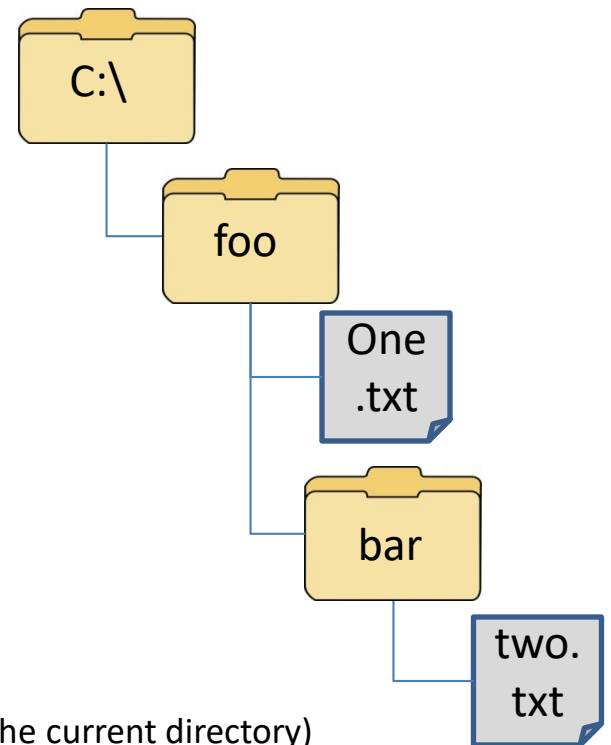 C:\
foo
One
.txt
bar
two.
txt
he current directory)